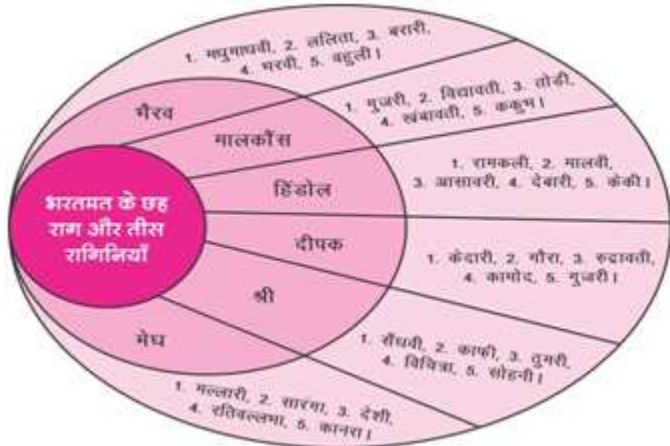 भरतमत के छह
राग और तीस
रागिनियाँ
भैरव
1. मधुमाधवी, 2. ललिता, 3. बरारी,
4. भरवी, 5. वहुली।
मालकौंस
1. गुजरी, 2. विद्यावती, 3. तोड़ी,
4. खंबावती, 5. ककुभ।
हिंडोल
1. रामकली, 2. मालवी,
3. आसावरी, 4. देबारी, 5. केकी।
दीपक
1. केदारी, 2. गौरा, 3. रुद्रावती,
4. कामोद, 5. गुजरी।
श्री
1. सैंधवी, 2. काफी, 3. ठुमरी,
4. विचित्रा, 5. सोहनी।
मेघ
1. मल्लारी, 2. सारगा, 3. देशी,
4. रतिवल्लभा, 5. कानरा।